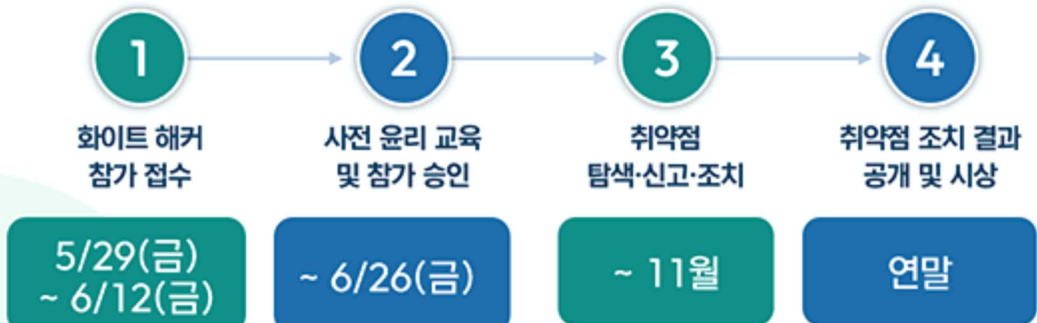 1
2
3
4
화이트 해커
참가 접수
사전 윤리 교육
및 참가 승인
취약점
탐색·신고·조치
취약점 조치 결과
공개 및 시상
5/29(금)
~ 6/12(금)
~ 6/26(금)
~ 11월
연말